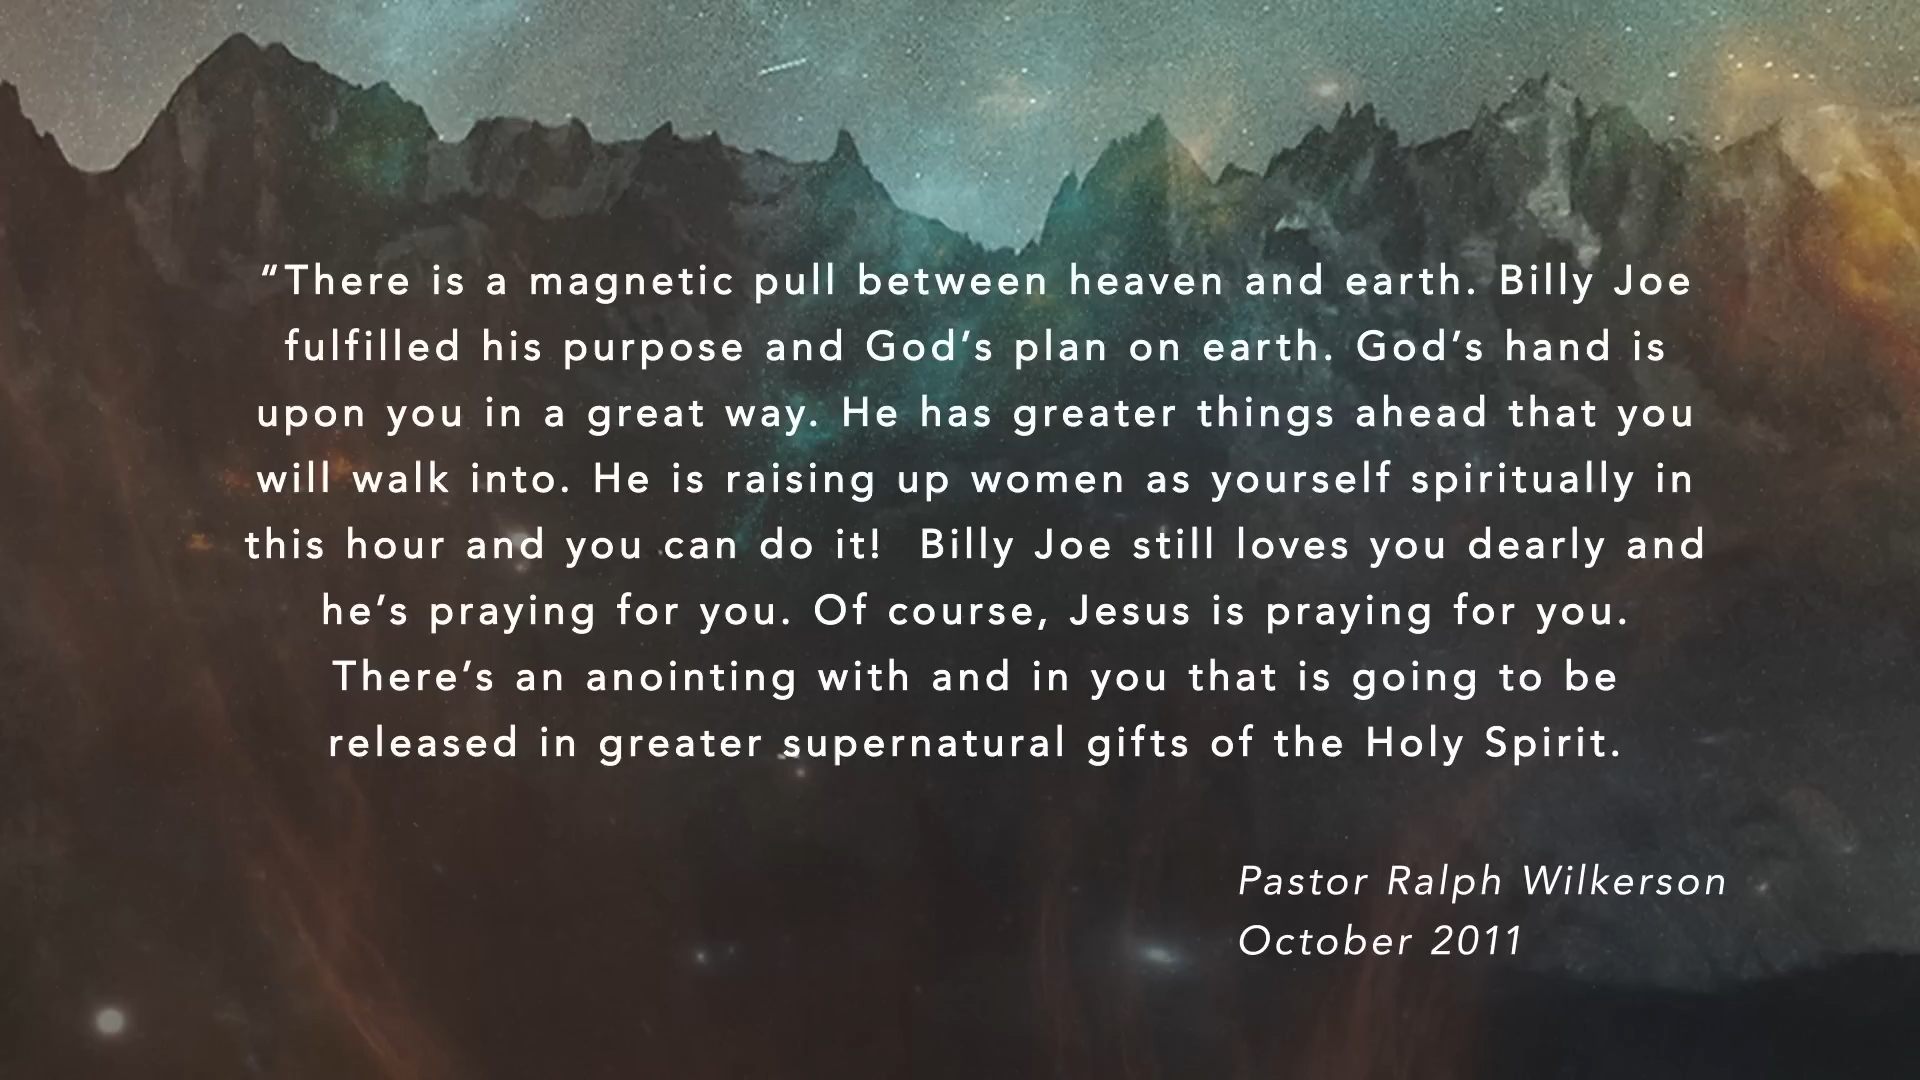 “There is a magnetic pull between heaven and earth. Billy Joe
fulfilled his purpose and God’s plan on earth. God’s hand is
upon you in a great way. He has greater things ahead that you
will walk into. He is raising up women as yourself spiritually in
this hour and you can do it!  Billy Joe still loves you dearly and
he’s praying for you. Of course, Jesus is praying for you.
There’s an anointing with and in you that is going to be
released in greater supernatural gifts of the Holy Spirit.
Pastor Ralph Wilkerson
October 2011